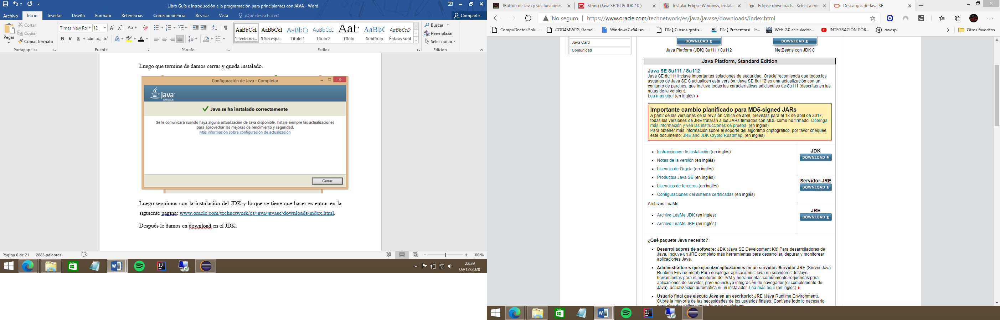 Libro Guía e introducción a la programación para principiantes con JAVA - Word
Archivo Inicio Insertar Diseño Formato Referencias Correspondencia Revisar Vista ¿Qué desea hacer? Compartir
Pegar
Cortar
Copiar
Copiar formato
Portapapeles
Times New Ro 12
N K S abc x₂ x²
Fuente
Párrafo
AaBbCcI AaBbCcI AaBbCc AaBbCcE AaB AaBbC AaBbCcD
¶ texto no... ¶ Sin espa... Título 1 Título 2 Título Subtítulo Énfasis sutil
Estilos
Buscar
Reemplazar
Seleccionar
Edición
Luego que termine de damos cerrar y queda instalado.
Configuración de Java - Completar
Java
ORACLE
Java se ha instalado correctamente
Se le comunicará cuando haya alguna actualización de Java disponible. Instale siempre las actualizaciones
para aprovechar las mejoras de rendimiento y seguridad.
Más información sobre configuración de actualización
Cerrar
Luego seguimos con la instalación del JDK y lo que se tiene que hacer es entrar en la
siguiente pagina: www.oracle.com/technetwork/es/java/javase/downloads/index.html.
Después le damos en download en el JDK.
Página 6 de 21 2883 palabras 100 %
22:39
09/12/2020
JButton de Java y sus funciones
String (Java SE 10 & JDK 10 )
Instalar Eclipse Windows, Instala
Eclipse downloads - Select a mir
Descargas de Java SE
No seguro https://www.oracle.com/technetwork/es/java/javase/downloads/index.html
CompuDoctor Solu... COD4MWPG_Game... Windows7.x64.iso -... Cursos gratis... Presentarsi - It... Web 2.0 calculador... INTEGRACIÓN POR... owasp Otros favoritos
Java Card
Comunidad
DOWNLOAD
Java Platform (JDK) 8u111 / 8u112
DOWNLOAD
NetBeans con JDK 8
Java Platform, Standard Edition
Java SE 8u111 / 8u112
Java SE 8u111 incluye importantes soluciones de seguridad. Oracle recomienda que todos los
usuarios de Java SE 8 actualicen esta versión. Java SE 8u112 es una actualización con un
conjunto de parches, que incluye todas las características adicionales de 8u111 (descritas en las
notas de la versión).
Lea más aquí (en ingles)
Importante cambio planificado para MD5-signed JARs
A partir de las versiones de la revisión crítica de abril, previstas para el 18 de abril de 2017,
todas las versiones de JRE tratarán a los JARs firmados con MD5 como no firmado. Obtenga
más información y vea las instrucciones de prueba. (en ingles)
Para obtener más información sobre el soporte del algoritmo criptográfico, por favor chequee
este documento: JRE and JDK Crypto Roadmap. (en ingles)
Instrucciones de instalación (en inglés)
Notas de la versión (en inglés)
Licencia de Oracle (en inglés)
Productos Java SE (en inglés)
Licencias de terceros (en inglés)
Configuraciones del sistema certificadas (en inglés)
Archivos LeaMe
Archivo LeaMe JDK (en inglés)
Archivo LeaMe JRE (en inglés)
JDK
DOWNLOAD
Servidor JRE
DOWNLOAD
JRE
DOWNLOAD
¿Qué paquete Java necesito?
Desarrolladores de software: JDK (Java SE Development Kit) Para desarrolladores de
Java. Incluye un JRE completo más herramientas para desarrollar, depurar y monitorear
aplicaciones Java.
Administradores que ejecutan aplicaciones en un servidor: Servidor JRE (Server Java
Runtime Environment) Para desplegar aplicaciones Java en servidores. Incluye
herramientas para el monitoreo de JVM y herramientas comúnmente requeridas para
aplicaciones de servidor, pero no incluye integración de navegador (el complemento de
Java), actualización automática ni un instalador. Lea más aquí (en ingles)
Usuario final que ejecuta Java en un escritorio: JRE (Java Runtime Environment).
Cubre la mayoría de las necesidades de los usuarios finales. Contiene todo lo necesario